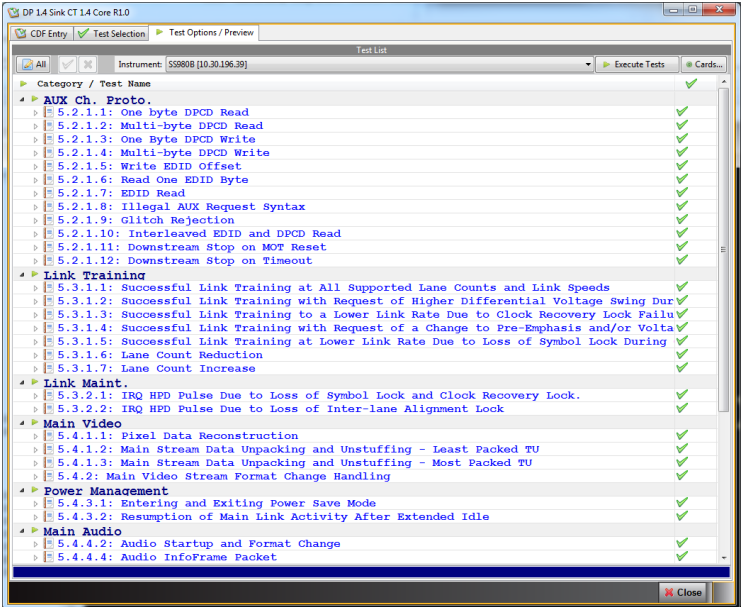 DP 1.4 Sink CT 1.4 Core R1.0
CDF Entry Test Selection Test Options / Preview
Test List
All Instrument: SS980B [10.30.196.39] Execute Tests Cards...
Category / Test Name
AUX Ch. Proto.
5.2.1.1: One byte DPCD Read
5.2.1.2: Multi-byte DPCD Read
5.2.1.3: One Byte DPCD Write
5.2.1.4: Multi-byte DPCD Write
5.2.1.5: Write EDID Offset
5.2.1.6: Read One EDID Byte
5.2.1.7: EDID Read
5.2.1.8: Illegal AUX Request Syntax
5.2.1.9: Glitch Rejection
5.2.1.10: Interleaved EDID and DPCD Read
5.2.1.11: Downstream Stop on MOT Reset
5.2.1.12: Downstream Stop on Timeout
Link Training
5.3.1.1: Successful Link Training at All Supported Lane Counts and Link Speeds
5.3.1.2: Successful Link Training with Request of Higher Differential Voltage Swing Dur
5.3.1.3: Successful Link Training to a Lower Link Rate Due to Clock Recovery Lock Failu
5.3.1.4: Successful Link Training with Request of a Change to Pre-Emphasis and/or Volta
5.3.1.5: Successful Link Training at Lower Link Rate Due to Loss of Symbol Lock During
5.3.1.6: Lane Count Reduction
5.3.1.7: Lane Count Increase
Link Maint.
5.3.2.1: IRQ HPD Pulse Due to Loss of Symbol Lock and Clock Recovery Lock.
5.3.2.2: IRQ HPD Pulse Due to Loss of Inter-lane Alignment Lock
Main Video
5.4.1.1: Pixel Data Reconstruction
5.4.1.2: Main Stream Data Unpacking and Unstuffing - Least Packed TU
5.4.1.3: Main Stream Data Unpacking and Unstuffing - Most Packed TU
5.4.2: Main Video Stream Format Change Handling
Power Management
5.4.3.1: Entering and Exiting Power Save Mode
5.4.3.2: Resumption of Main Link Activity After Extended Idle
Main Audio
5.4.4.2: Audio Startup and Format Change
5.4.4.4: Audio InfoFrame Packet
Close